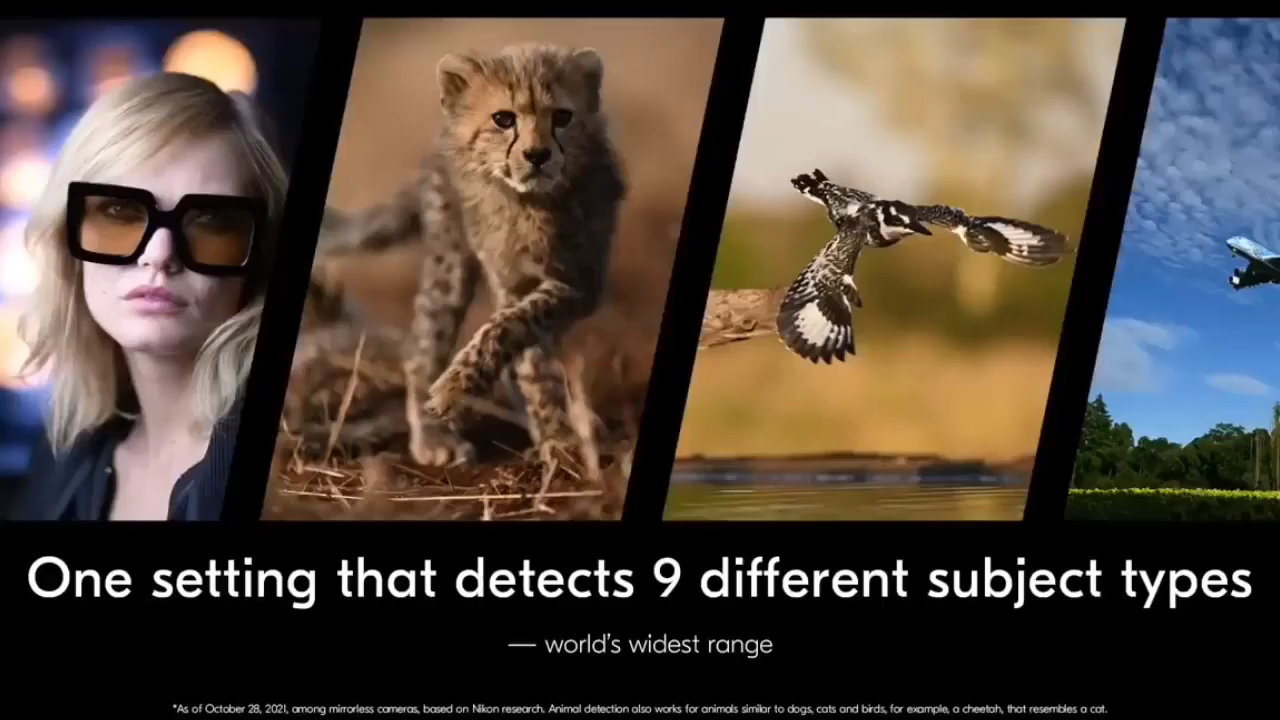 One setting that detects 9 different subject types
— world's widest range
*As of October 28, 2021, among mirrorless cameras, based on Nikon research. Animal detection also works for animals similar to dogs, cats and birds, for example, a cheetah, that resembles a cat.